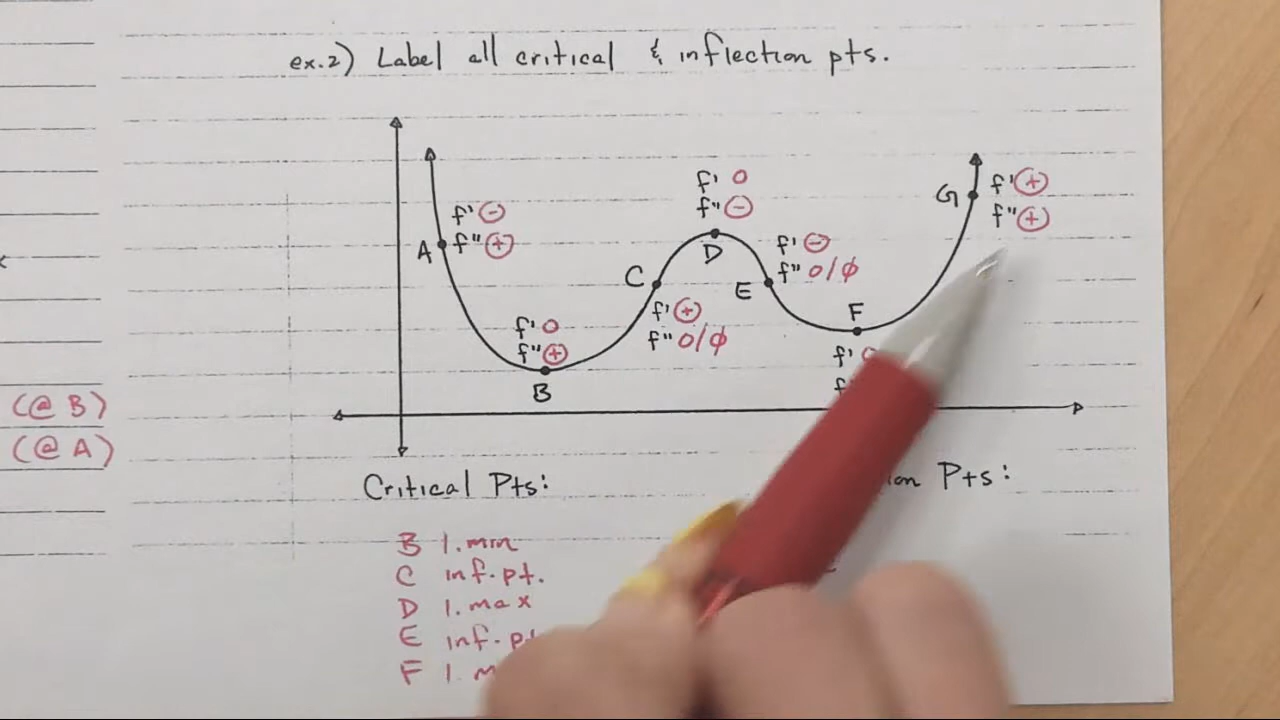 ex.2) Label all critical & inflection pts.
f' 0
f'' ⊖
f' ⊕
f'' ⊕
G
f' ⊖
f'' ⊕
A
D
f' ⊖
f'' 0/ϕ
C
E
f' ⊕
f'' 0/ϕ
F
f' 0
f'' ⊕
B
f'
(@ B)
(@ A)
Critical Pts:
Pts:
B l. min
C inf. pt.
D l. max
E inf. pt
F l.